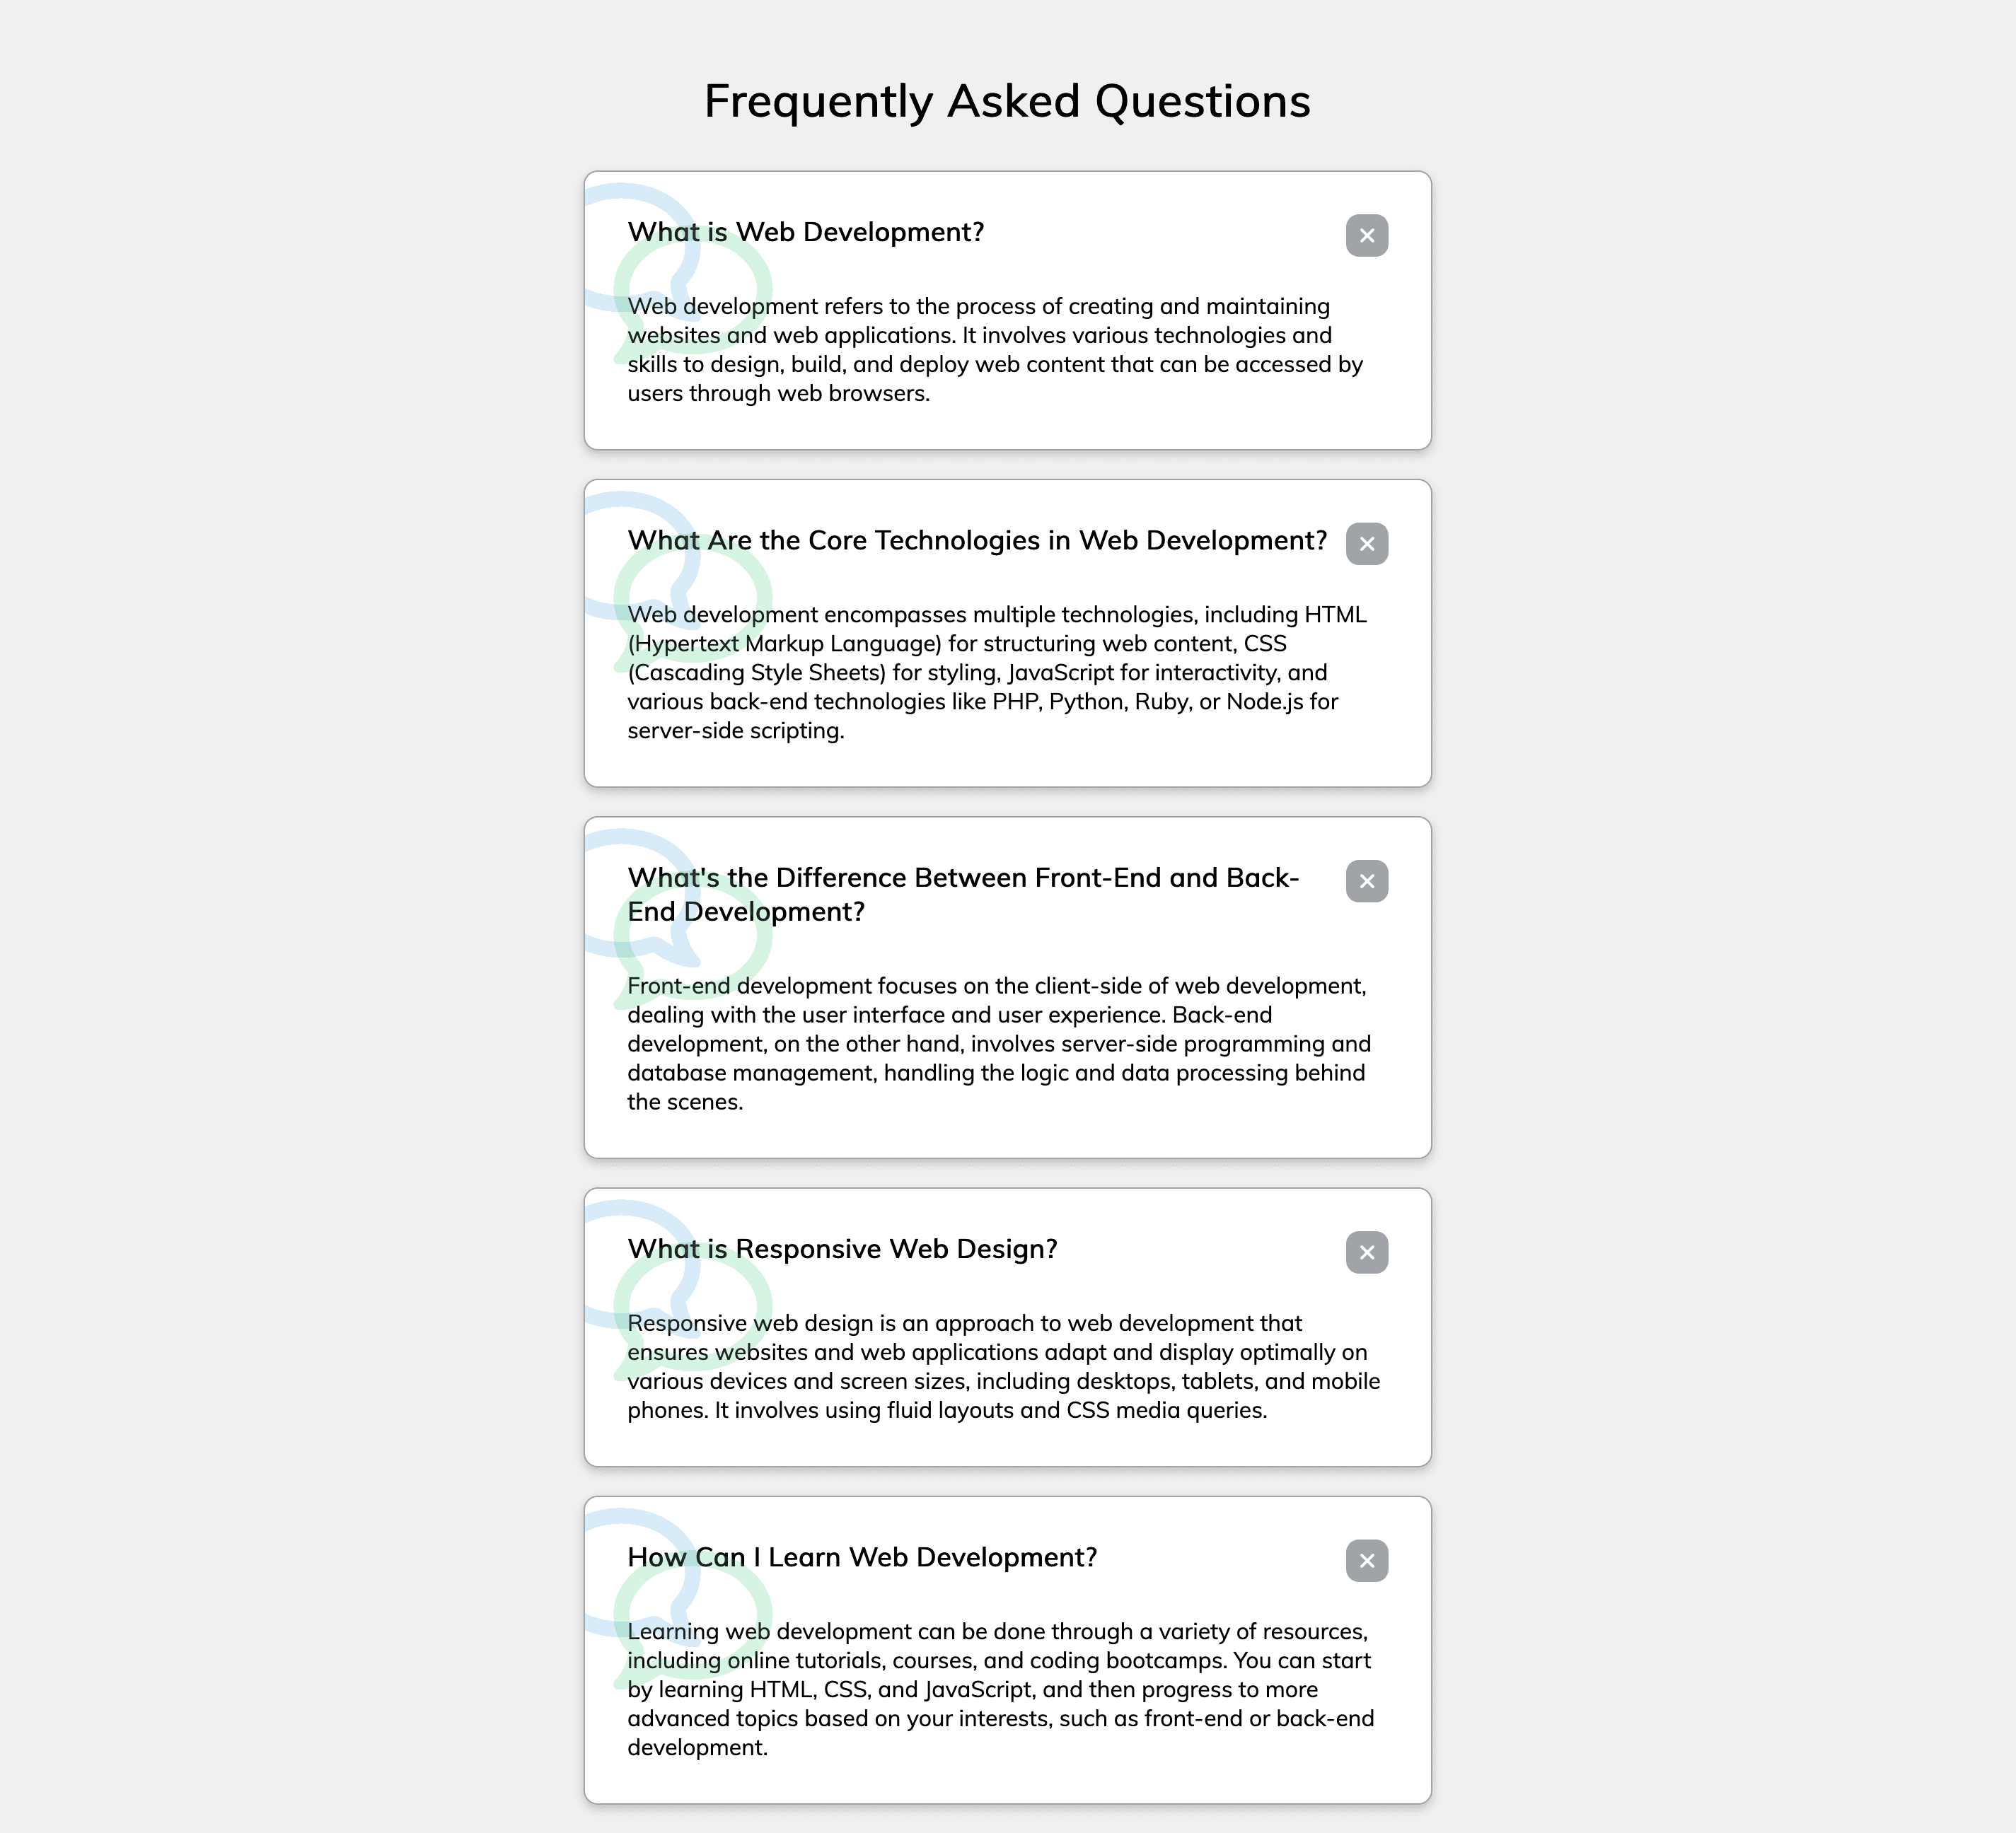 Frequently Asked Questions
What is Web Development?
Web development refers to the process of creating and maintaining
websites and web applications. It involves various technologies and
skills to design, build, and deploy web content that can be accessed by
users through web browsers.
What Are the Core Technologies in Web Development?
Web development encompasses multiple technologies, including HTML
(Hypertext Markup Language) for structuring web content, CSS
(Cascading Style Sheets) for styling, JavaScript for interactivity, and
various back-end technologies like PHP, Python, Ruby, or Node.js for
server-side scripting.
What's the Difference Between Front-End and Back-
End Development?
Front-end development focuses on the client-side of web development,
dealing with the user interface and user experience. Back-end
development, on the other hand, involves server-side programming and
database management, handling the logic and data processing behind
the scenes.
What is Responsive Web Design?
Responsive web design is an approach to web development that
ensures websites and web applications adapt and display optimally on
various devices and screen sizes, including desktops, tablets, and mobile
phones. It involves using fluid layouts and CSS media queries.
How Can I Learn Web Development?
Learning web development can be done through a variety of resources,
including online tutorials, courses, and coding bootcamps. You can start
by learning HTML, CSS, and JavaScript, and then progress to more
advanced topics based on your interests, such as front-end or back-end
development.